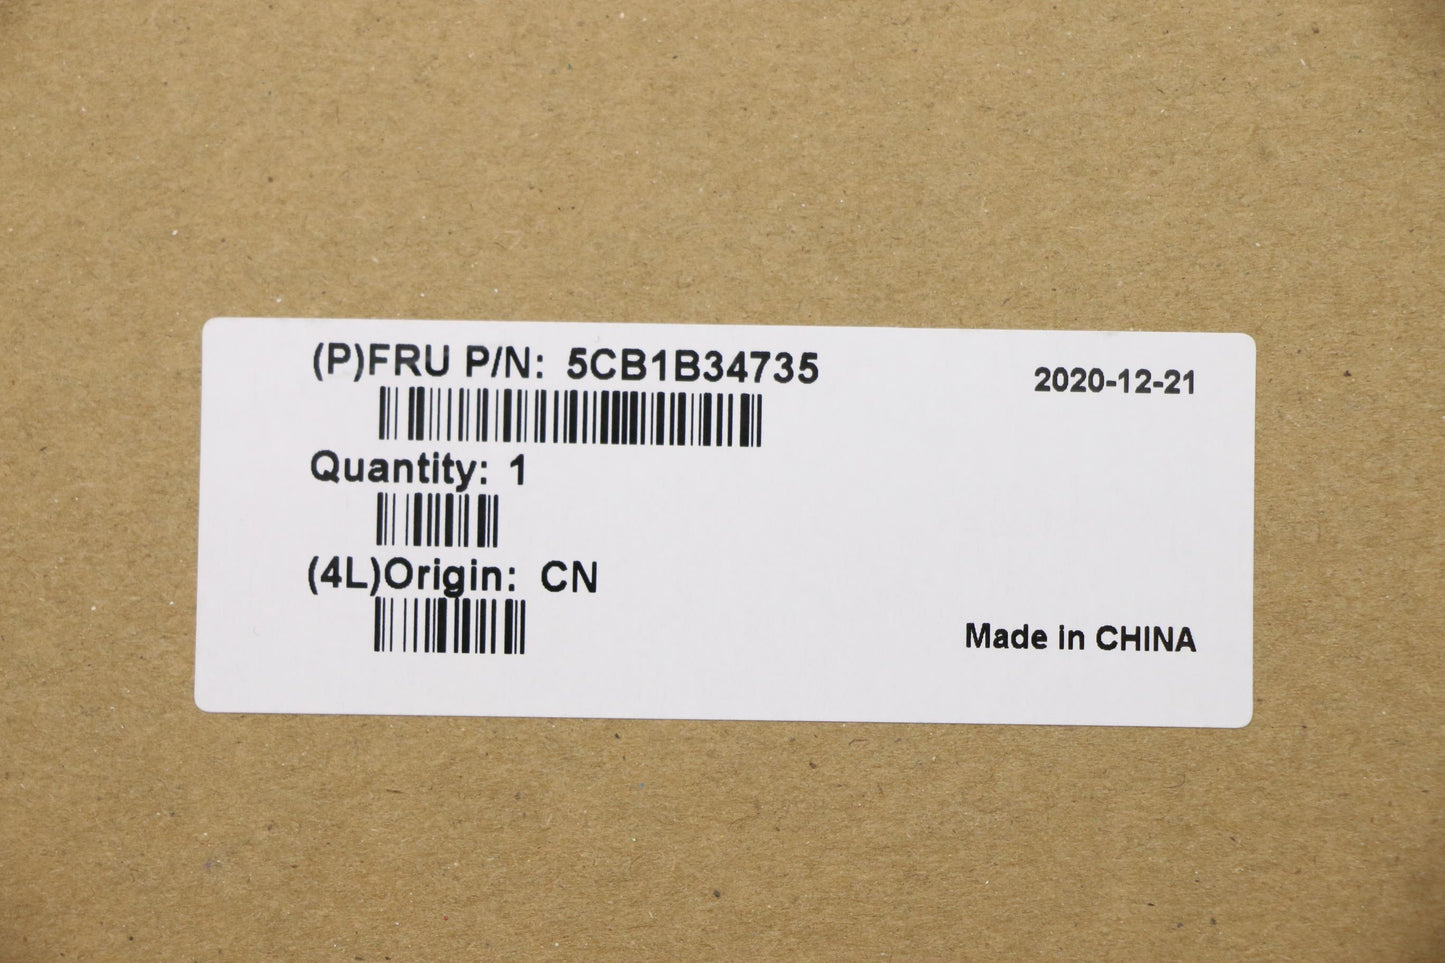 (P)FRU P/N: 5CB1B34735
2020-12-21
Quantity: 1
(4L)Origin: CN
Made in CHINA